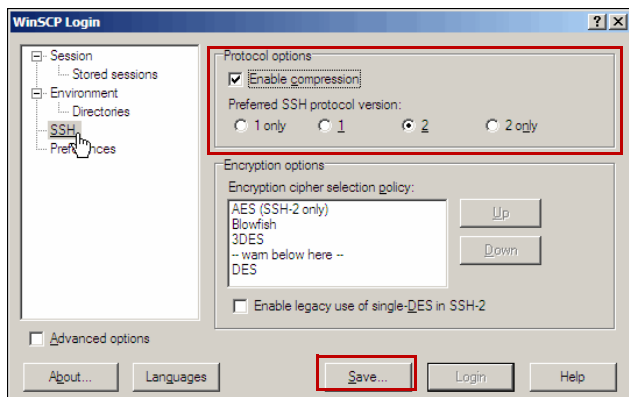 WinSCP Login
Session
Stored sessions
Environment
Directories
SSH
Preferences
Protocol options
Enable compression
Preferred SSH protocol version:
1 only 1 2 2 only
Encryption options
Encryption cipher selection policy:
AES (SSH-2 only)
Blowfish
3DES
-- warn below here --
DES
Up
Down
Enable legacy use of single-DES in SSH-2
Advanced options
About... Languages Save... Login Help